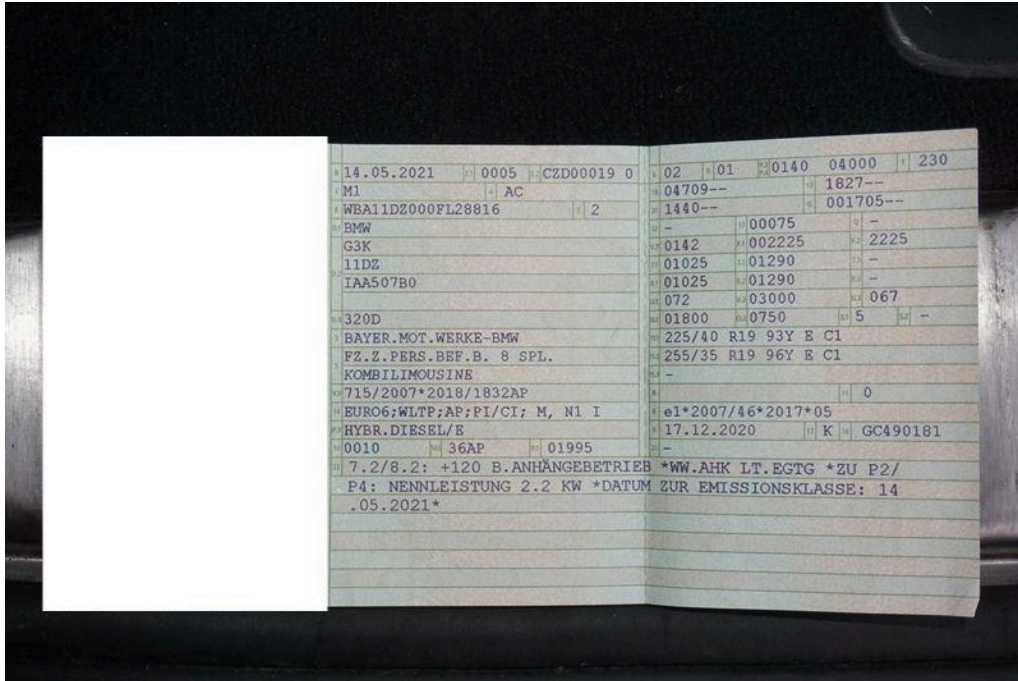 14.05.2021 0005 CZD00019 0
M1 AC
WBA11DZ000FL28816 2
BMW
G3K
11DZ
IAA507B0
320D
BAYER.MOT.WERKE-BMW
FZ.Z.PERS.BEF.B. 8 SPL.
KOMBILIMOUSINE
715/2007*2018/1832AP
EURO6;WLTP;AP;PI/CI; M, N1 I
HYBR.DIESEL/E
0010 36AP 01995
02 01 0140 04000 230
04709-- 1827--
1440-- 001705--
- 00075 -
0142 002225 2225
01025 01290 -
01025 01290 -
072 03000 067
01800 0750 5 -
225/40 R19 93Y E C1
255/35 R19 96Y E C1
-
0
e1*2007/46*2017*05
17.12.2020 K GC490181
-
7.2/8.2: +120 B.ANHÄNGEBETRIEB *WW.AHK LT.EGTG *ZU P2/
P4: NENNLEISTUNG 2.2 KW *DATUM ZUR EMISSIONSKLASSE: 14
.05.2021*